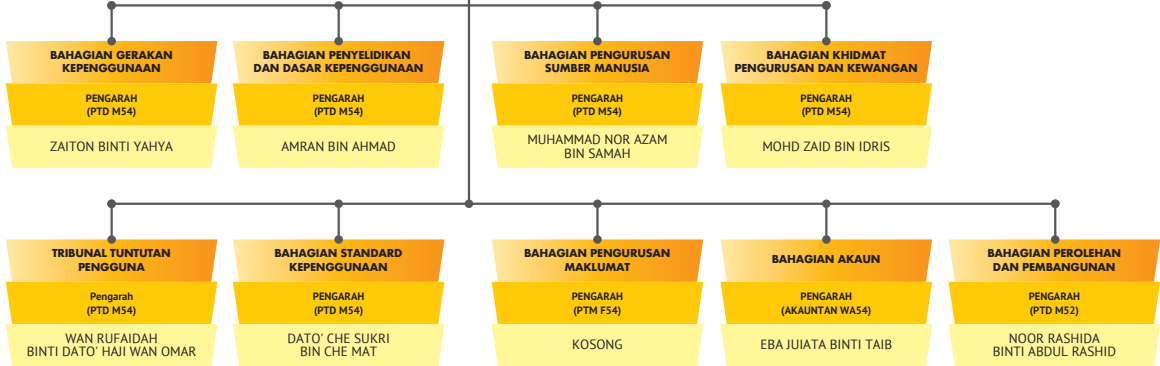 BAHAGIAN GERAKAN
KEPENGGUNAAN
PENGARAH
(PTD M54)
ZAITON BINTI YAHYA
BAHAGIAN PENYELIDIKAN
DAN DASAR KEPENGGUNAAN
PENGARAH
(PTD M54)
AMRAN BIN AHMAD
BAHAGIAN PENGURUSAN
SUMBER MANUSIA
PENGARAH
(PTD M54)
MUHAMMAD NOR AZAM
BIN SAMAH
BAHAGIAN KHIDMAT
PENGURUSAN DAN KEWANGAN
PENGARAH
(PTD M54)
MOHD ZAID BIN IDRIS
TRIBUNAL TUNTUTAN
PENGGUNA
Pengarah
(PTD M54)
WAN RUFAIDAH
BINTI DATO' HAJI WAN OMAR
BAHAGIAN STANDARD
KEPENGGUNAAN
PENGARAH
(PTD M54)
DATO' CHE SUKRI
BIN CHE MAT
BAHAGIAN PENGURUSAN
MAKLUMAT
PENGARAH
(PTM F54)
KOSONG
BAHAGIAN AKAUN
PENGARAH
(AKAUNTAN WA54)
EBA JUIATA BINTI TAIB
BAHAGIAN PEROLEHAN
DAN PEMBANGUNAN
PENGARAH
(PTD M52)
NOOR RASHIDA
BINTI ABDUL RASHID